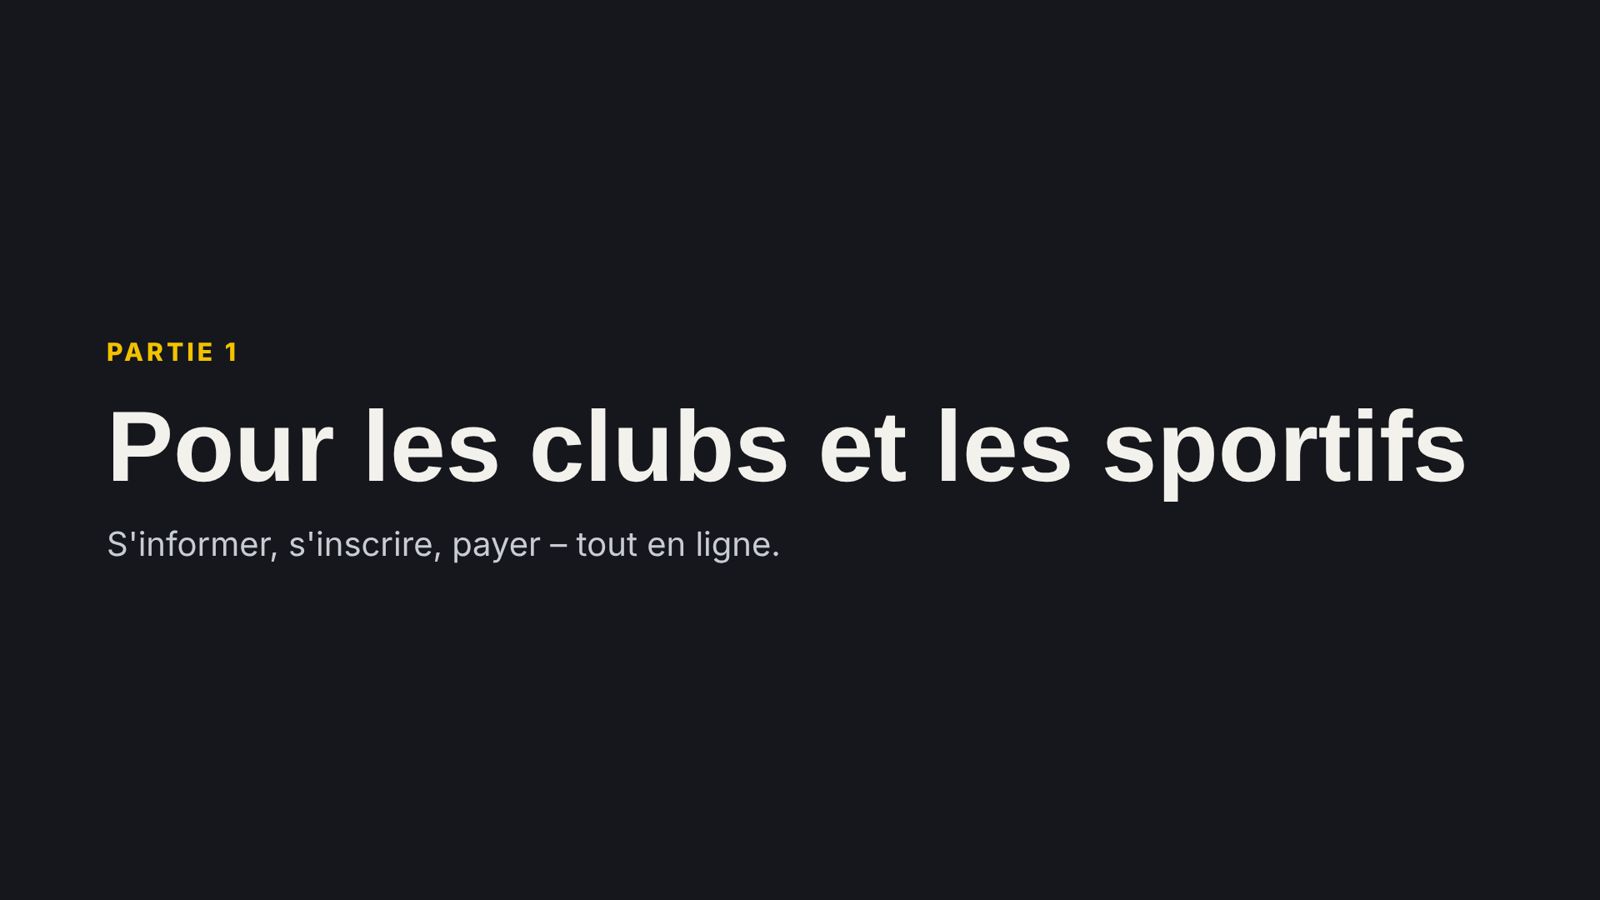 PARTIE 1
Pour les clubs et les sportifs
S'informer, s'inscrire, payer – tout en ligne.